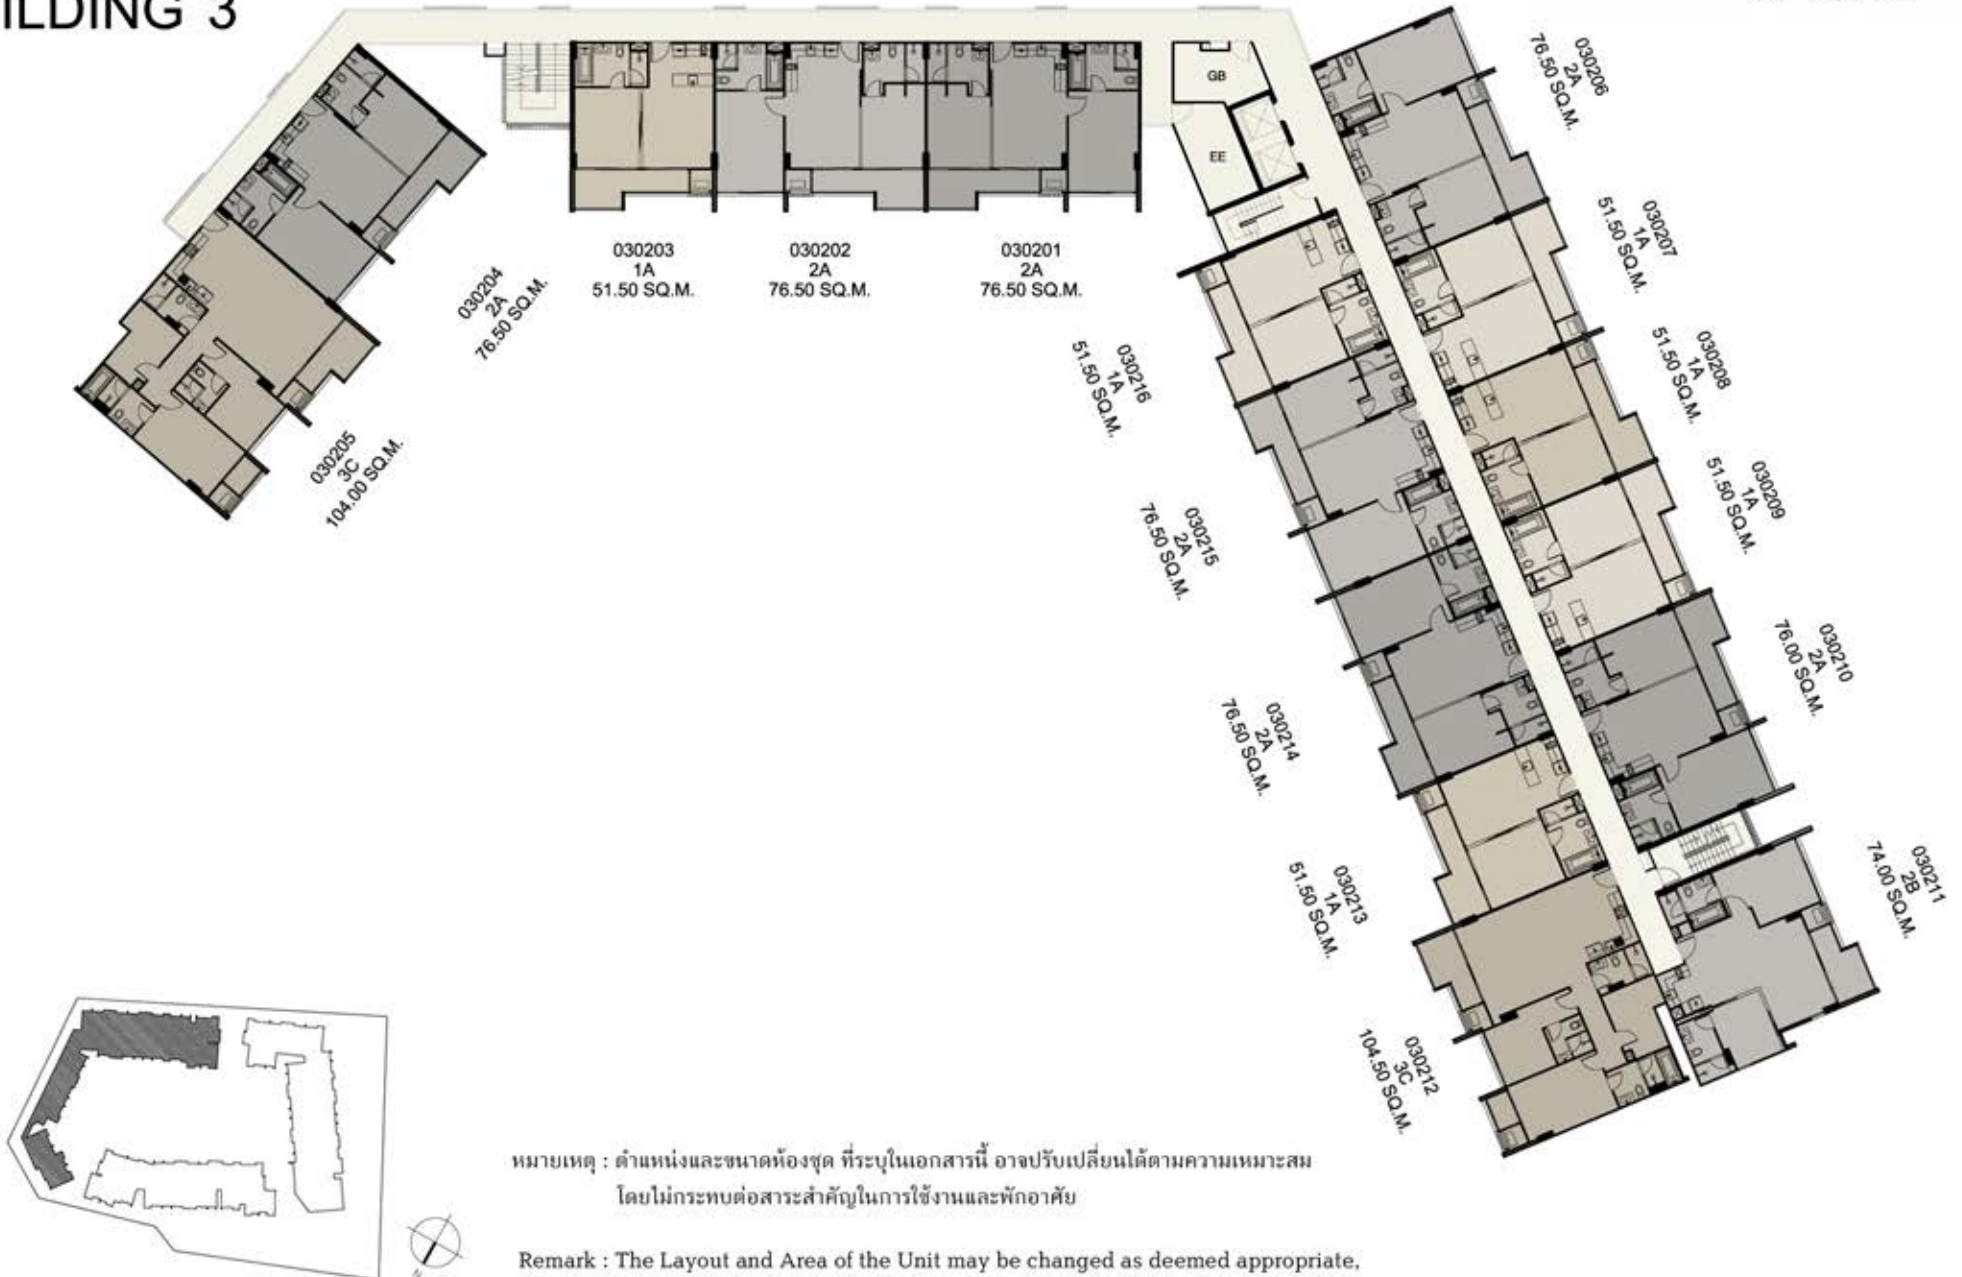 ILDING 3
GB
EE
030203
1A
51.50 SQ.M.
030202
2A
76.50 SQ.M.
030201
2A
76.50 SQ.M.
030204
2A
76.50 SQ.M.
030205
3C
104.00 SQ.M.
030206
2A
76.50 SQ.M.
030207
1A
51.50 SQ.M.
030208
1A
51.50 SQ.M.
030209
1A
51.50 SQ.M.
030210
2A
76.00 SQ.M.
030211
2B
74.00 SQ.M.
030216
1A
51.50 SQ.M.
030215
2A
76.50 SQ.M.
030214
2A
76.50 SQ.M.
030213
1A
51.50 SQ.M.
030212
3C
104.50 SQ.M.
หมายเหตุ : ตำแหน่งและขนาดห้องชุด ที่ระบุในเอกสารนี้ อาจปรับเปลี่ยนได้ตามความเหมาะสม
โดยไม่กระทบต่อสาระสำคัญในการใช้งานและพักอาศัย
Remark : The Layout and Area of the Unit may be changed as deemed appropriate,
N